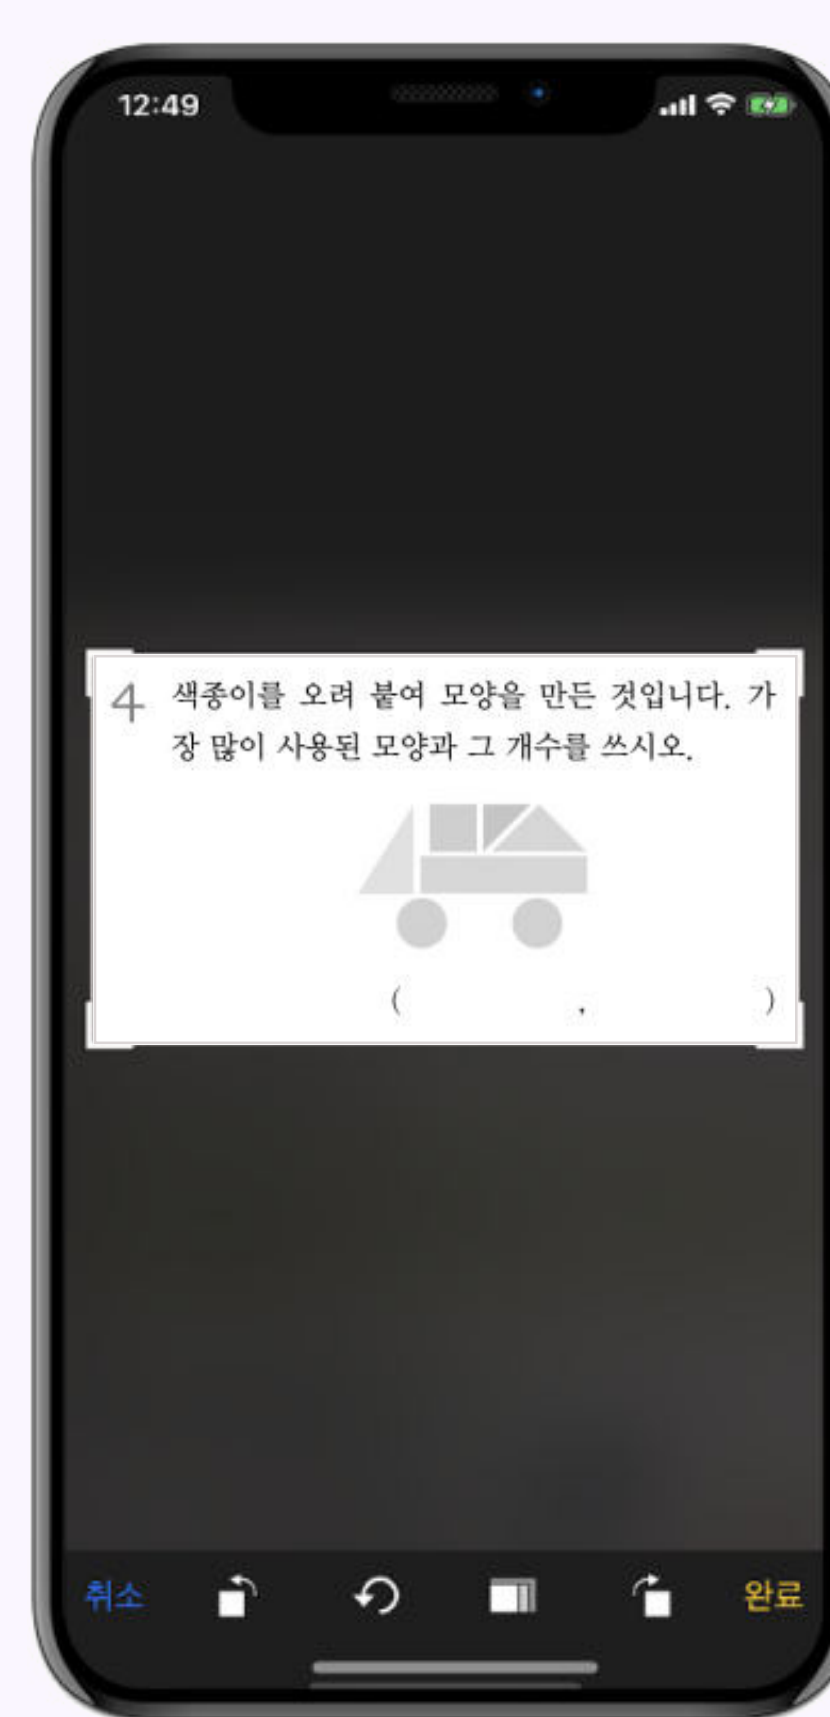 12:49
4 색종이를 오려 붙여 모양을 만든 것입니다. 가
장 많이 사용된 모양과 그 개수를 쓰시오.
( , )
취소 완료